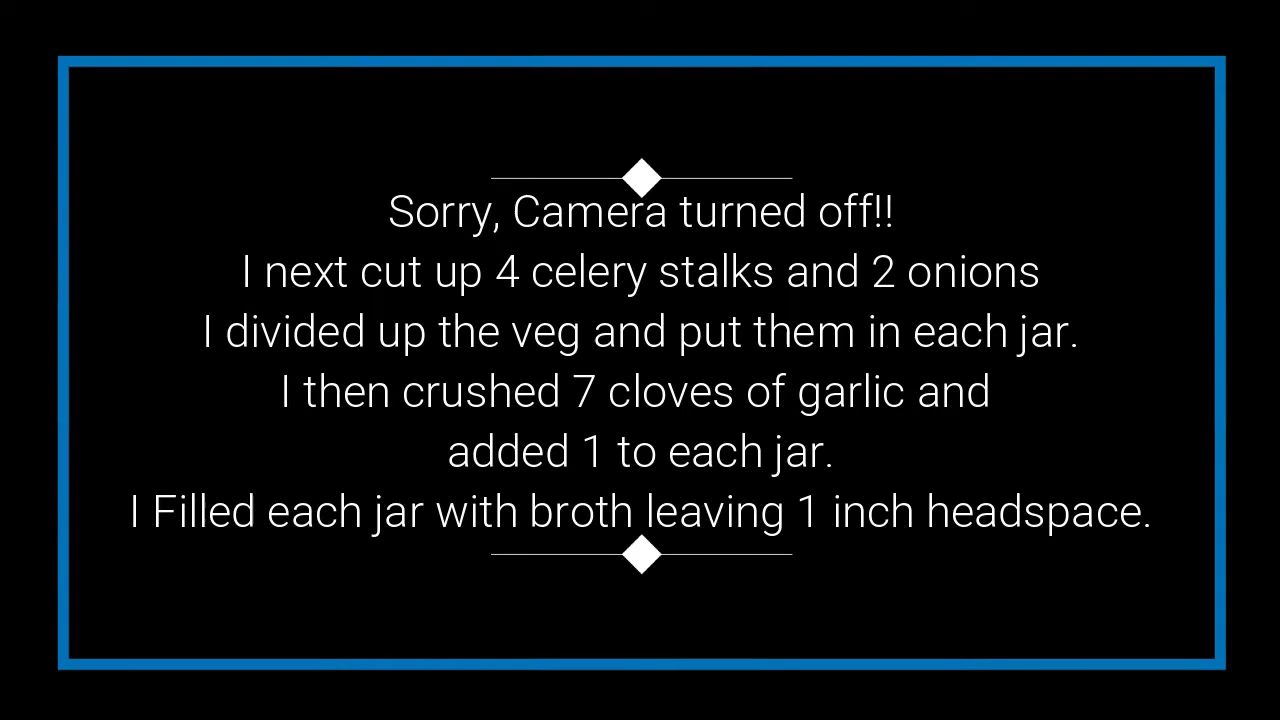 Sorry, Camera turned off!!
I next cut up 4 celery stalks and 2 onions
I divided up the veg and put them in each jar.
I then crushed 7 cloves of garlic and
added 1 to each jar.
I Filled each jar with broth leaving 1 inch headspace.